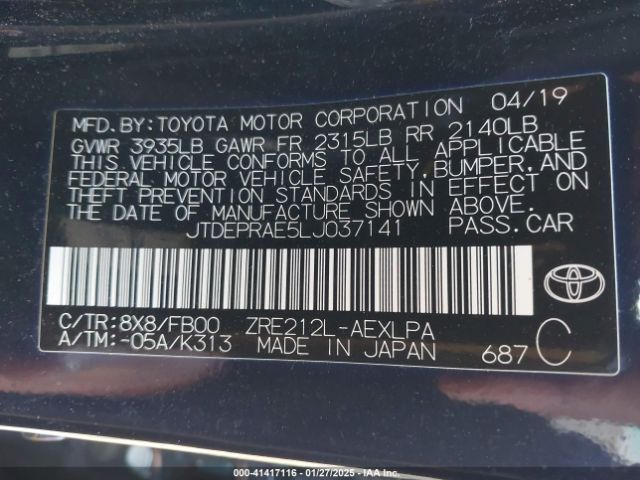 MFD.BY:TOYOTA MOTOR CORPORATION 04/19
GVWR 3935LB GAWR FR 2315LB RR 2140LB
THIS VEHICLE CONFORMS TO ALL APPLICABLE
FEDERAL MOTOR VEHICLE SAFETY,BUMPER,AND
THEFT PREVENTION STANDARDS IN EFFECT ON
THE DATE OF MANUFACTURE SHOWN ABOVE.
JTDEPRAE5LJ037141 PASS.CAR
C/TR:8X8/FB00 ZRE212L-AEXLPA
A/TM:-05A/K313 MADE IN JAPAN 687 C
000-41417116 - 01/27/2025 - IAA Inc.